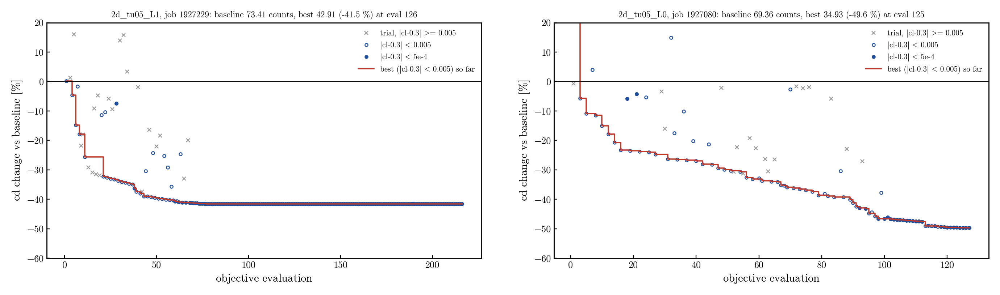 2d_tu05_L1, job 1927229: baseline 73.41 counts, best 42.91 (-41.5 %) at eval 126
20
10
0
−10
−20
−30
−40
−50
−60
cd change vs baseline [%]
trial, |cl-0.3| >= 0.005
|cl-0.3| < 0.005
|cl-0.3| < 5e-4
best (|cl-0.3| < 0.005) so far
0
50
100
150
200
objective evaluation
2d_tu05_L0, job 1927080: baseline 69.36 counts, best 34.93 (-49.6 %) at eval 125
20
10
0
−10
−20
−30
−40
−50
−60
cd change vs baseline [%]
trial, |cl-0.3| >= 0.005
|cl-0.3| < 0.005
|cl-0.3| < 5e-4
best (|cl-0.3| < 0.005) so far
0
20
40
60
80
100
120
objective evaluation